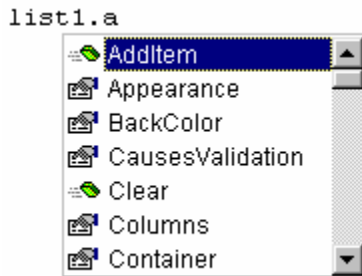 list1.a
AddItem
Appearance
BackColor
CausesValidation
Clear
Columns
Container